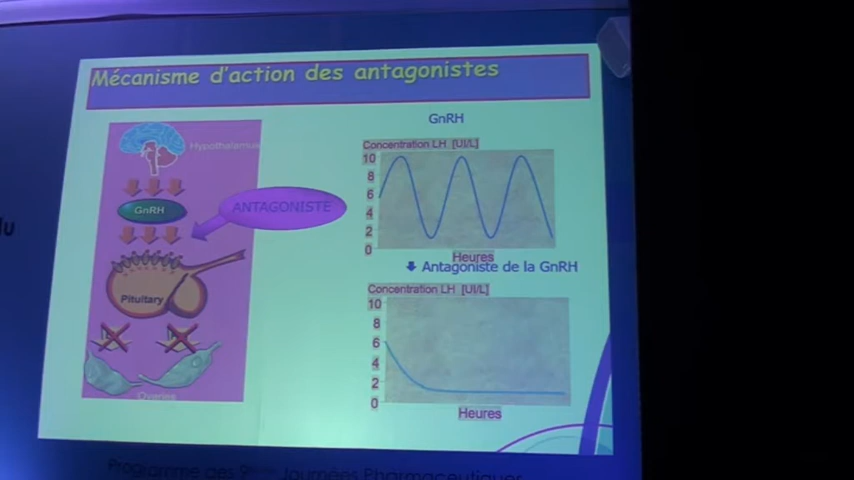 Mécanisme d'action des antagonistes
Hypothalamus
GnRH
ANTAGONISTE
Pituitary
Ovaries
GnRH
Concentration LH [UI/L]
10
8
6
4
2
0
Heures
Antagoniste de la GnRH
Concentration LH [UI/L]
10
8
6
4
2
0
Heures
Programme des 9 Journées Pharmaceutiques